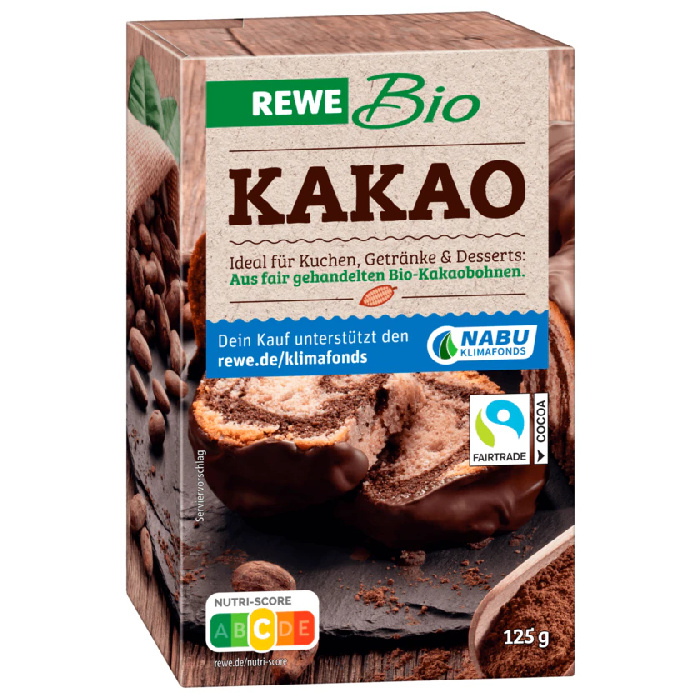 REWE Bio
KAKAO
Ideal für Kuchen, Getränke & Desserts:
Aus fair gehandelten Bio-Kakaobohnen.
Dein Kauf unterstützt den
rewe.de/klimafonds
NABU
KLIMAFONDS
FAIRTRADE
COCOA
Serviervorschlag
NUTRI-SCORE
ABCDE
rewe.de/nutri-score
125 g